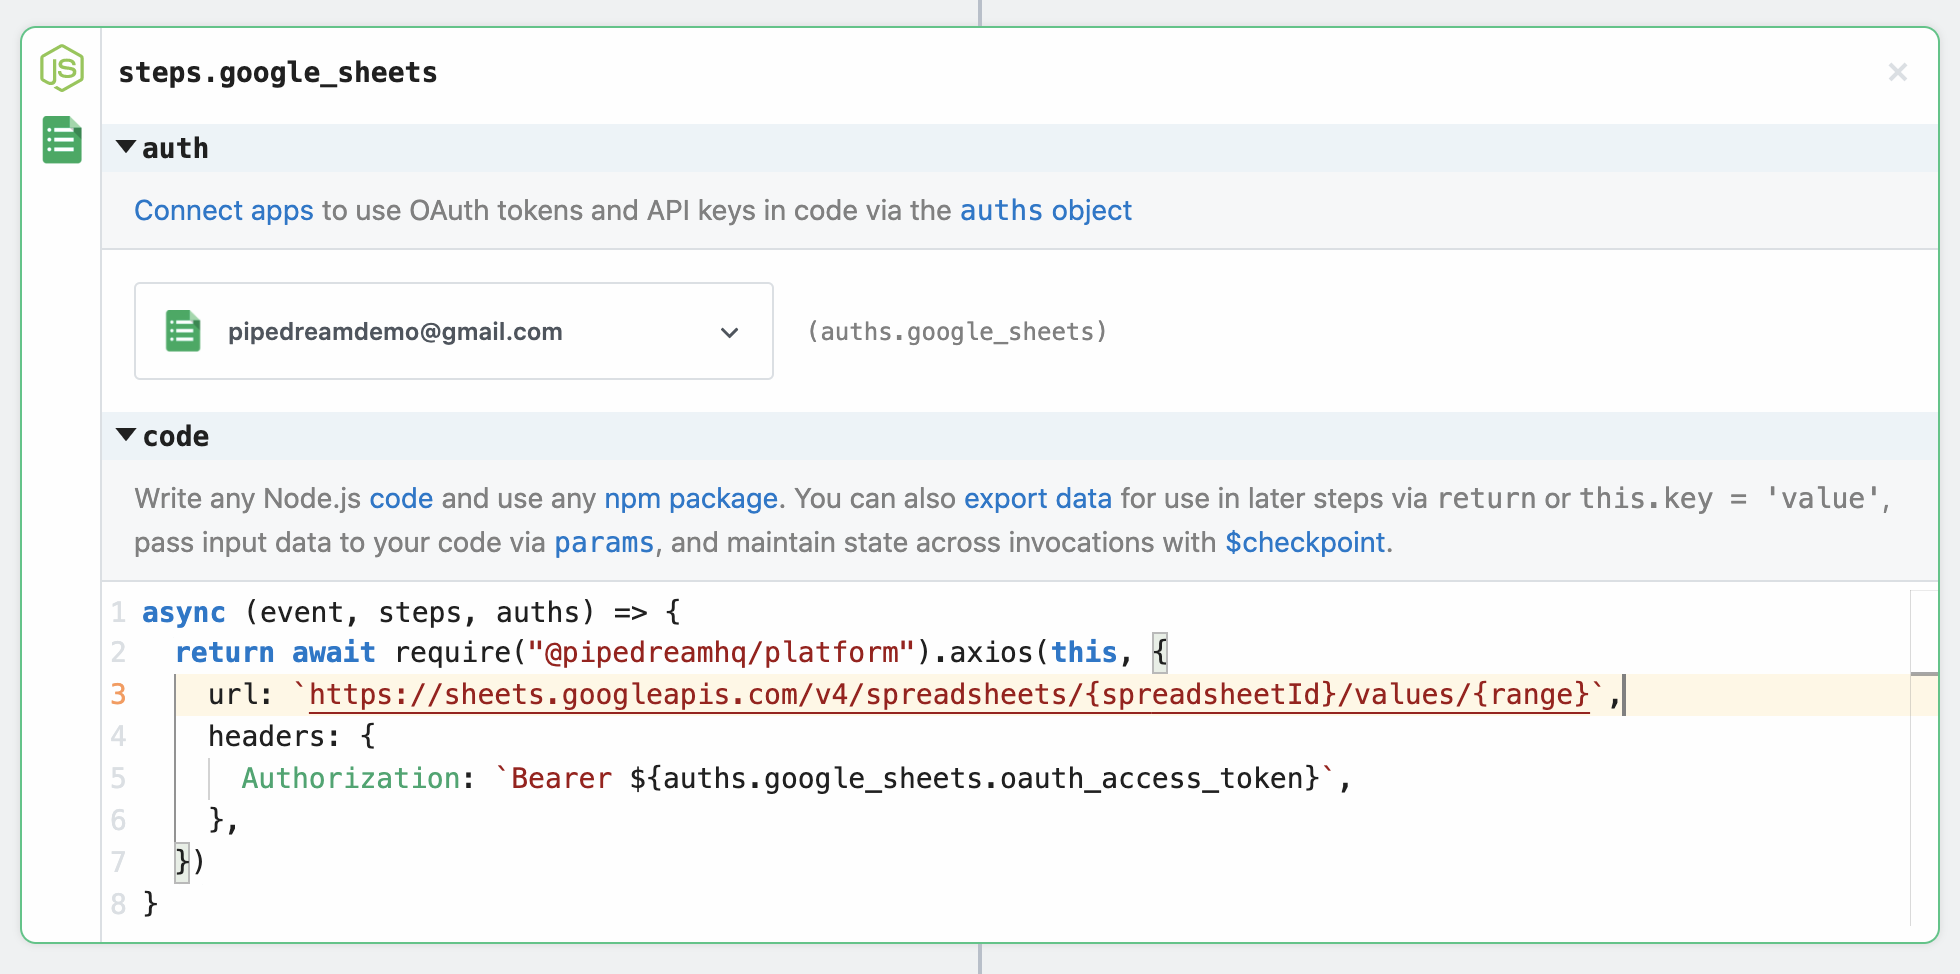 JS
steps.google_sheets
auth
Connect apps to use OAuth tokens and API keys in code via the auths object
pipedreamdemo@gmail.com (auths.google_sheets)
code
Write any Node.js code and use any npm package. You can also export data for use in later steps via return or this.key = 'value',
pass input data to your code via params, and maintain state across invocations with $checkpoint.
1 async (event, steps, auths) => {
2 return await require("@pipedreamhq/platform").axios(this, {
3 url: `https://sheets.googleapis.com/v4/spreadsheets/{spreadsheetId}/values/{range}`,
4 headers: {
5 Authorization: `Bearer ${auths.google_sheets.oauth_access_token}`,
6 },
7 })
8 }